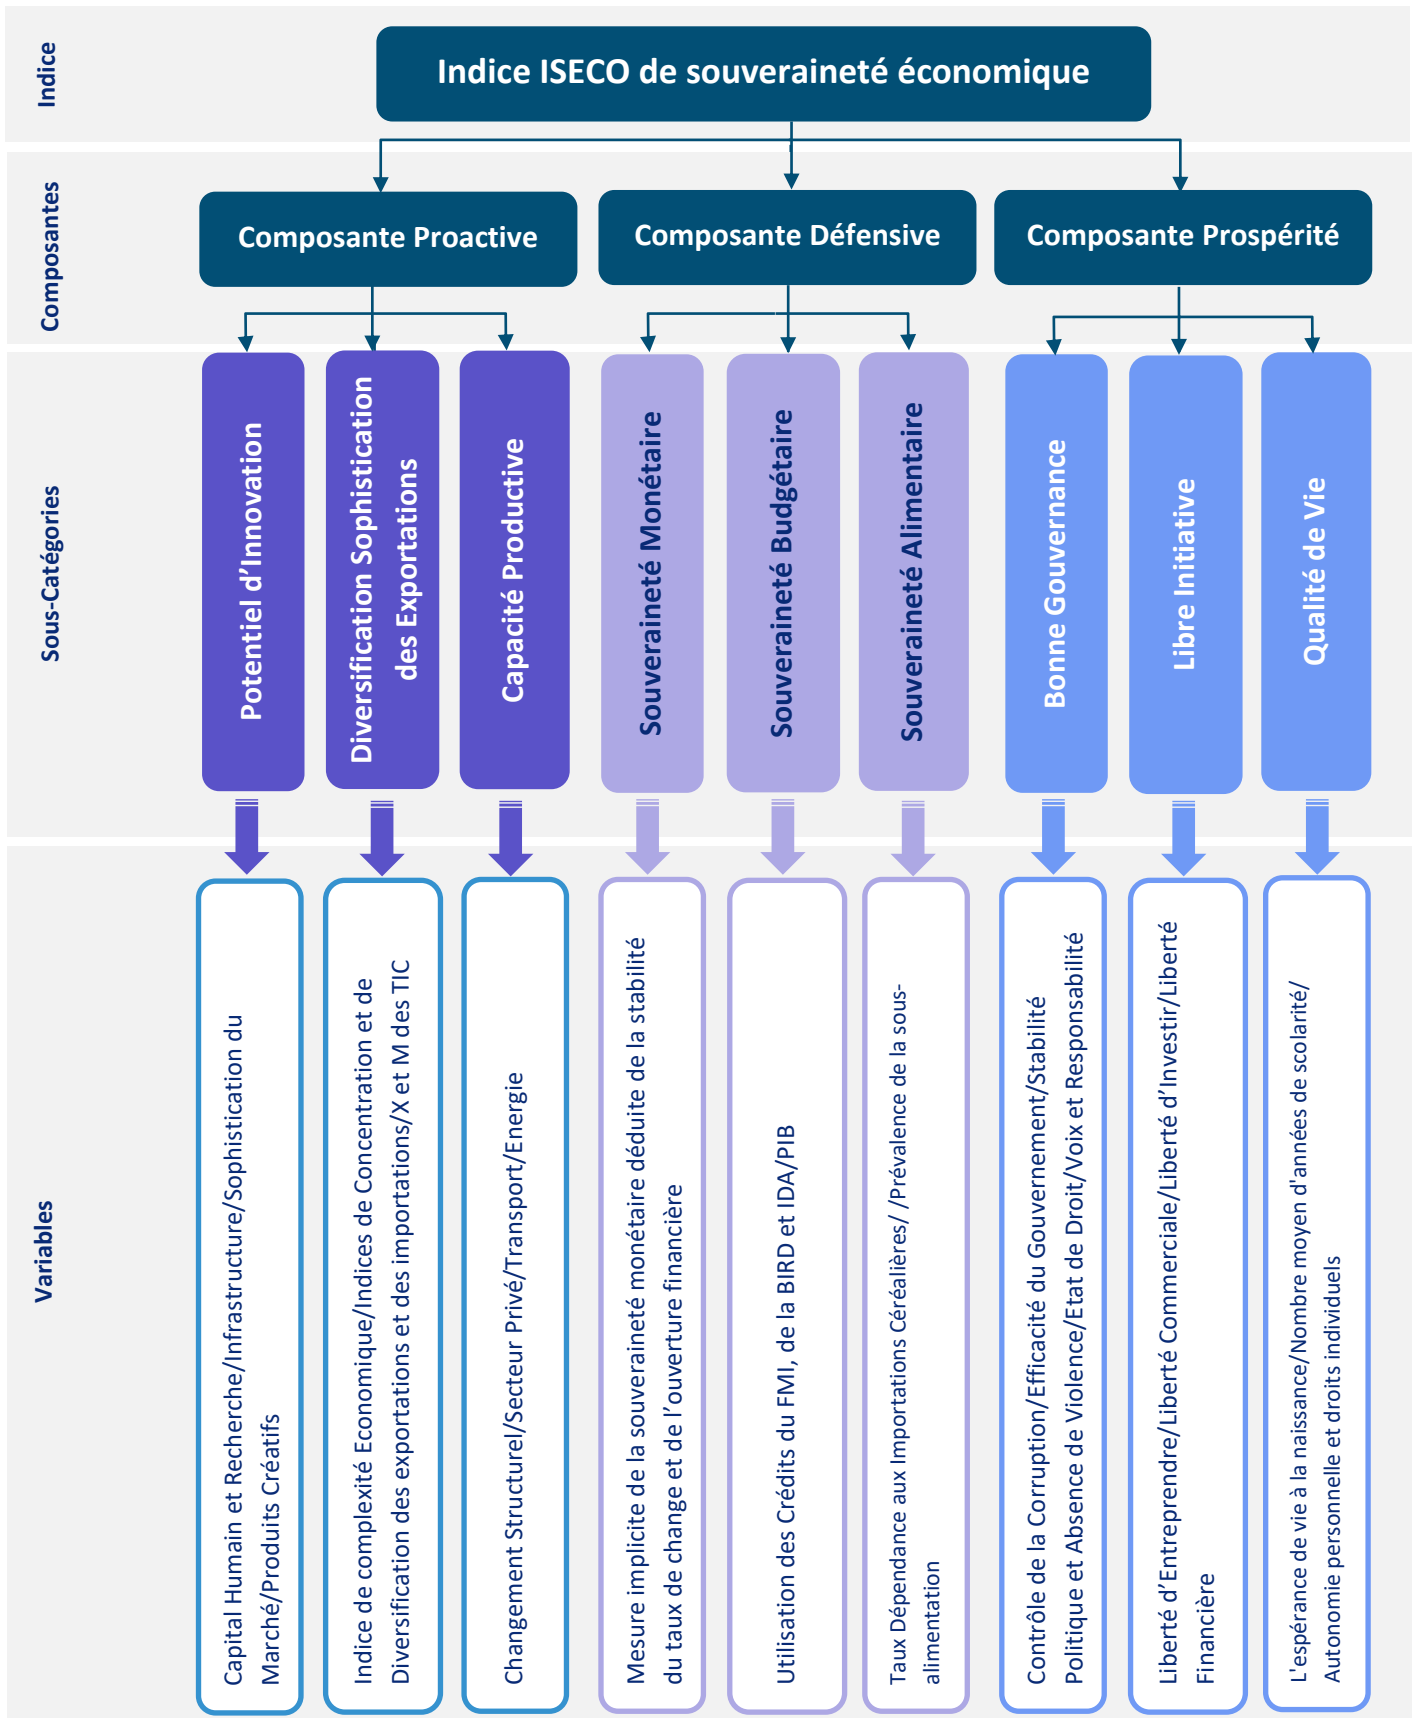 Indice
Indice ISECO de souveraineté économique
Composantes
Composante Proactive
Composante Défensive
Composante Prospérité
Sous-Catégories
Potentiel d’Innovation
Diversification Sophistication
des Exportations
Capacité Productive
Souveraineté Monétaire
Souveraineté Budgétaire
Souveraineté Alimentaire
Bonne Gouvernance
Libre Initiative
Qualité de Vie
Variables
Capital Humain et Recherche/Infrastructure/Sophistication du
Marché/Produits Créatifs
Indice de complexité Economique/Indices de Concentration et de
Diversification des exportations et des importations/X et M des TIC
Changement Structurel/Secteur Privé/Transport/Energie
Mesure implicite de la souveraineté monétaire déduite de la stabilité
du taux de change et de l’ouverture financière
Utilisation des Crédits du FMI, de la BIRD et IDA/PIB
Taux Dépendance aux Importations Céréalières/ /Prévalence de la sous-
alimentation
Contrôle de la Corruption/Efficacité du Gouvernement/Stabilité
Politique et Absence de Violence/Etat de Droit/Voix et Responsabilité
Liberté d’Entreprendre/Liberté Commerciale/Liberté d’Investir/Liberté
Financière
L'espérance de vie à la naissance/Nombre moyen d'années de scolarité/
Autonomie personnelle et droits individuels